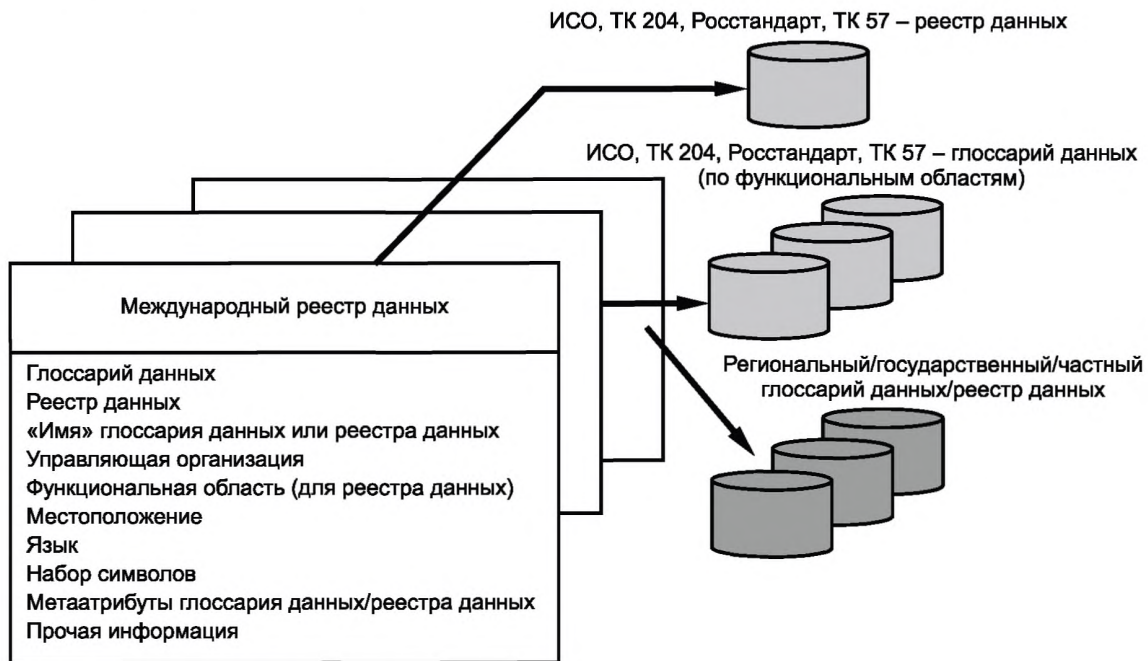 ИСО, ТК 204, Росстандарт, ТК 57 – реестр данных
ИСО, ТК 204, Росстандарт, ТК 57 – глоссарий данных
(по функциональным областям)
Международный реестр данных
Региональный/государственный/частный
глоссарий данных/реестр данных
Глоссарий данных
Реестр данных
«Имя» глоссария данных или реестра данных
Управляющая организация
Функциональная область (для реестра данных)
Местоположение
Язык
Набор символов
Метаатрибуты глоссария данных/реестра данных
Прочая информация